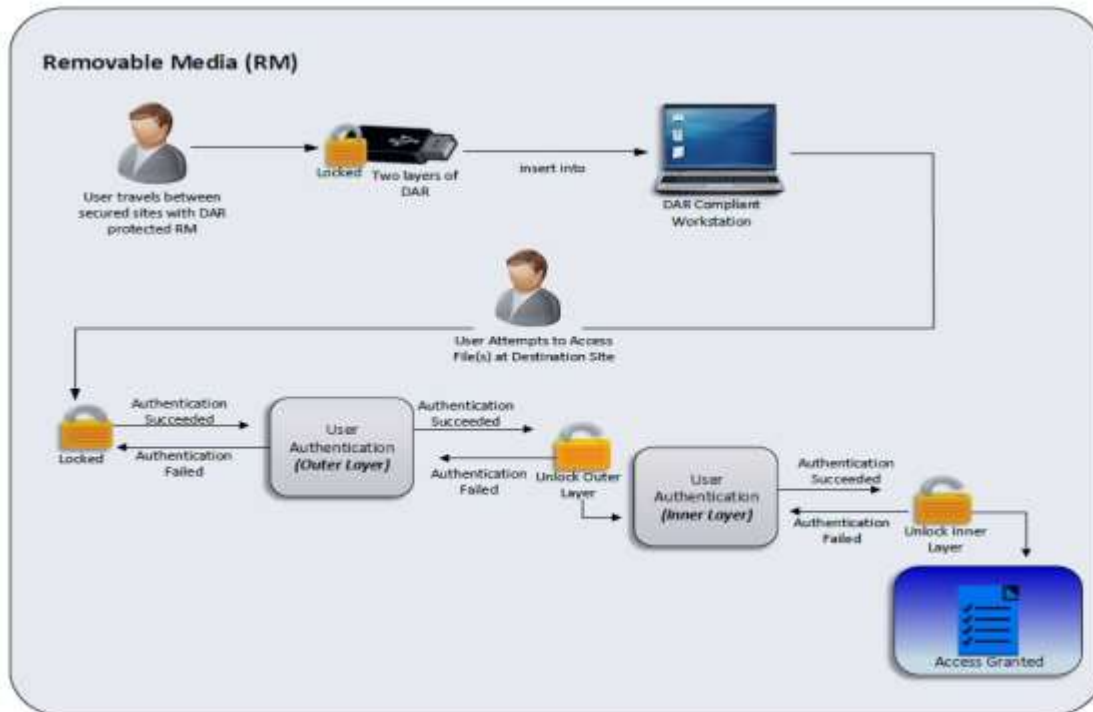 Removable Media (RM)
Locked
Two layers of
DAR
insert into
User travels between
secured sites with DAR
protected RM
DAR Compliant
Workstation
User Attempts to Access
File(s) at Destination Site
Authentication
Succeeded
Authentication
Failed
Locked
User
Authentication
(Outer Layer)
Authentication
Succeeded
Authentication
Failed
Unlock Outer
Layer
User
Authentication
(Inner Layer)
Authentication
Succeeded
Authentication
Failed
Unlock Inner
Layer
Access Granted